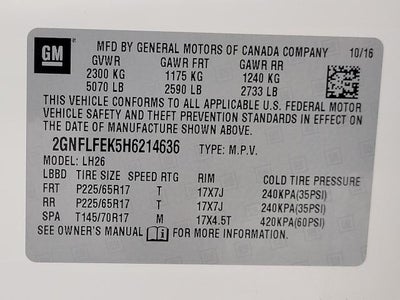 GM
MFD BY GENERAL MOTORS OF CANADA COMPANY 10/16
GVWR GAWR FRT GAWR RR
2300 KG 1175 KG 1240 KG
5070 LB 2590 LB 2733 LB
THIS VEHICLE CONFORMS TO ALL APPLICABLE U.S. FEDERAL MOTOR
VEHICLE SAFETY AND THEFT PREVENTION STANDARDS IN EFFECT
ON THE DATE OF MANUFACTURE SHOWN ABOVE.
2GNFLFEK5H6214636 TYPE: M.P.V.
MODEL: LH26
LBBD TIRE SIZE SPEED RTG RIM COLD TIRE PRESSURE
FRT P225/65R17 T 17X7J 240KPA(35PSI)
RR P225/65R17 T 17X7J 240KPA(35PSI)
SPA T145/70R17 M 17X4.5T 420KPA(60PSI)
SEE OWNER'S MANUAL FOR MORE INFORMATION.